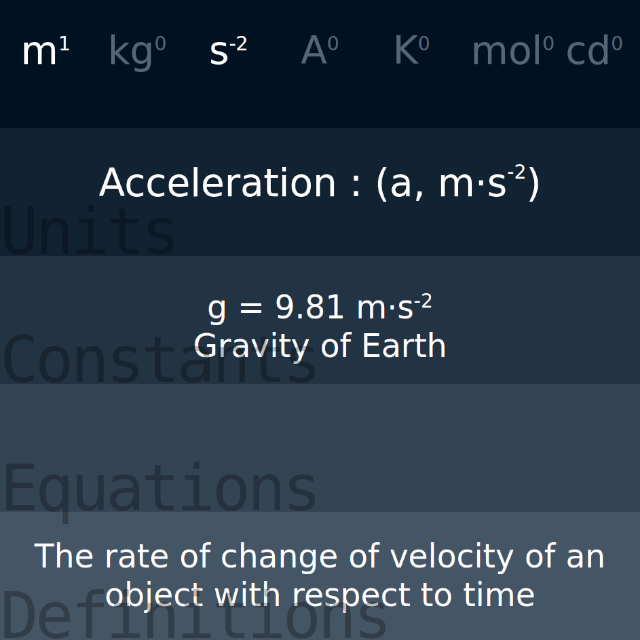 m¹ kg⁰ s⁻² A⁰ K⁰ mol⁰ cd⁰
Acceleration : (a, m·s⁻²)
Units
g = 9.81 m·s⁻²
Gravity of Earth
Constants
Equations
The rate of change of velocity of an
object with respect to time
Definitions